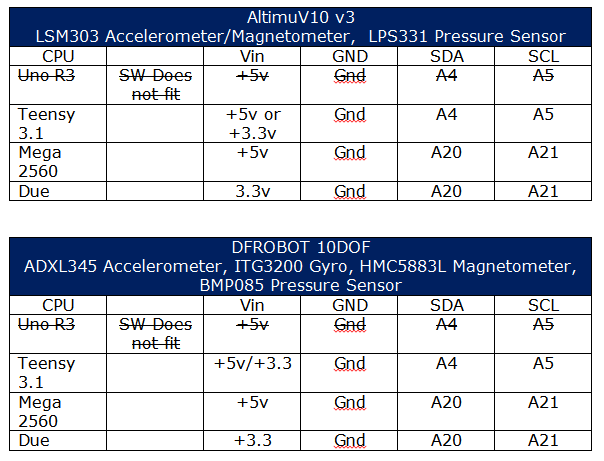 AltimuV10 v3
LSM303 Accelerometer/Magnetometer, LPS331 Pressure Sensor
CPU Vin GND SDA SCL
Uno R3 SW Does not fit +5v Gnd A4 A5
Teensy 3.1 +5v or +3.3v Gnd A4 A5
Mega 2560 +5v Gnd A20 A21
Due 3.3v Gnd A20 A21
DFROBOT 10DOF
ADXL345 Accelerometer, ITG3200 Gyro, HMC5883L Magnetometer,
BMP085 Pressure Sensor
CPU Vin GND SDA SCL
Uno R3 SW Does not fit +5v Gnd A4 A5
Teensy 3.1 +5v/+3.3 Gnd A4 A5
Mega 2560 +5v Gnd A20 A21
Due +3.3 Gnd A20 A21